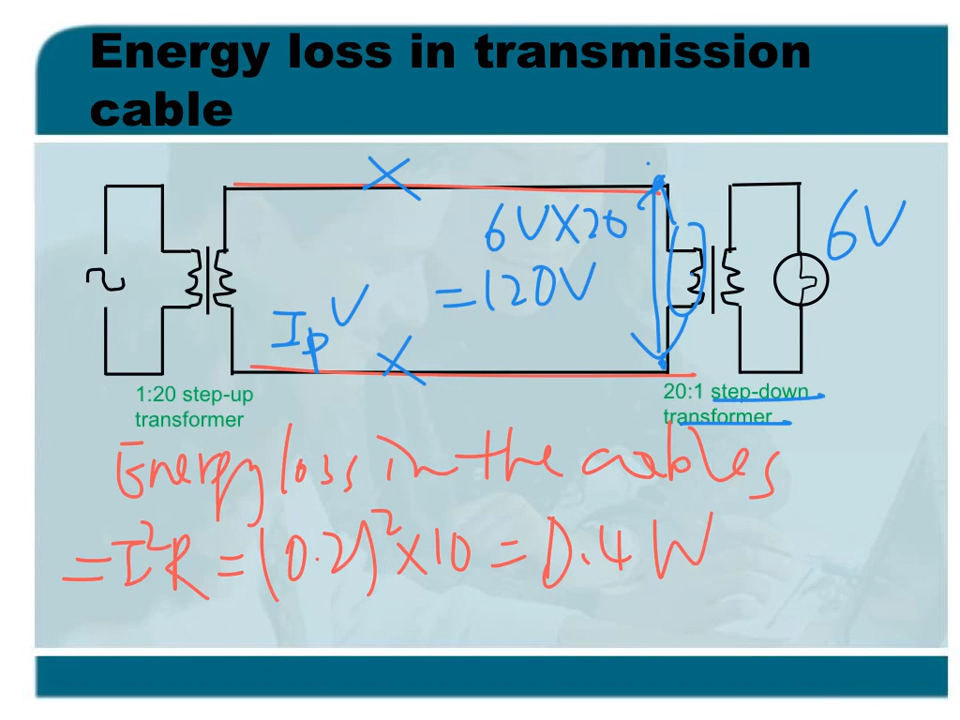 Energy loss in transmission
cable
6V×20
=120V
6V
Ip
V
1:20 step-up
transformer
20:1 step-down
transformer
Energy loss in the cables
=I²R=(0.2)²×10=0.4W